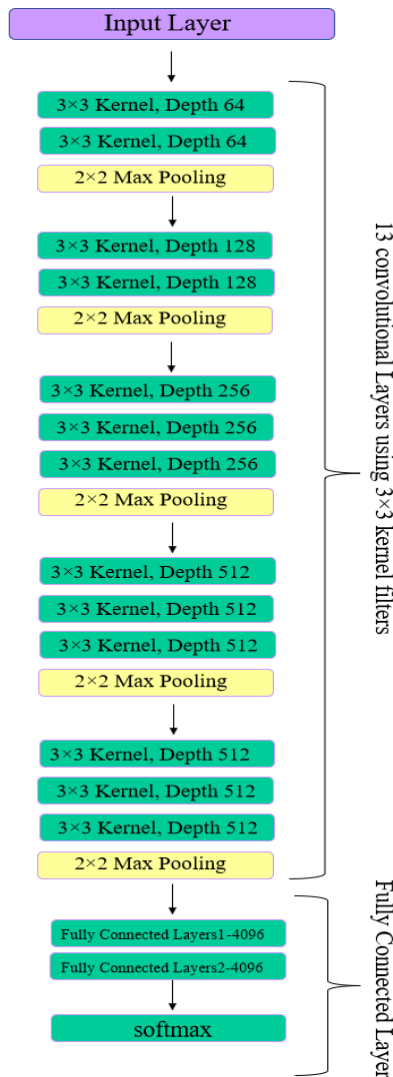 Input Layer
3×3 Kernel, Depth 64
3×3 Kernel, Depth 64
2×2 Max Pooling
3×3 Kernel, Depth 128
3×3 Kernel, Depth 128
2×2 Max Pooling
3×3 Kernel, Depth 256
3×3 Kernel, Depth 256
3×3 Kernel, Depth 256
2×2 Max Pooling
3×3 Kernel, Depth 512
3×3 Kernel, Depth 512
3×3 Kernel, Depth 512
2×2 Max Pooling
3×3 Kernel, Depth 512
3×3 Kernel, Depth 512
3×3 Kernel, Depth 512
2×2 Max Pooling
13 convolutional Layers using 3×3 kernel filters
Fully Connected Layers1-4096
Fully Connected Layers2-4096
softmax
Fully Connected Layer